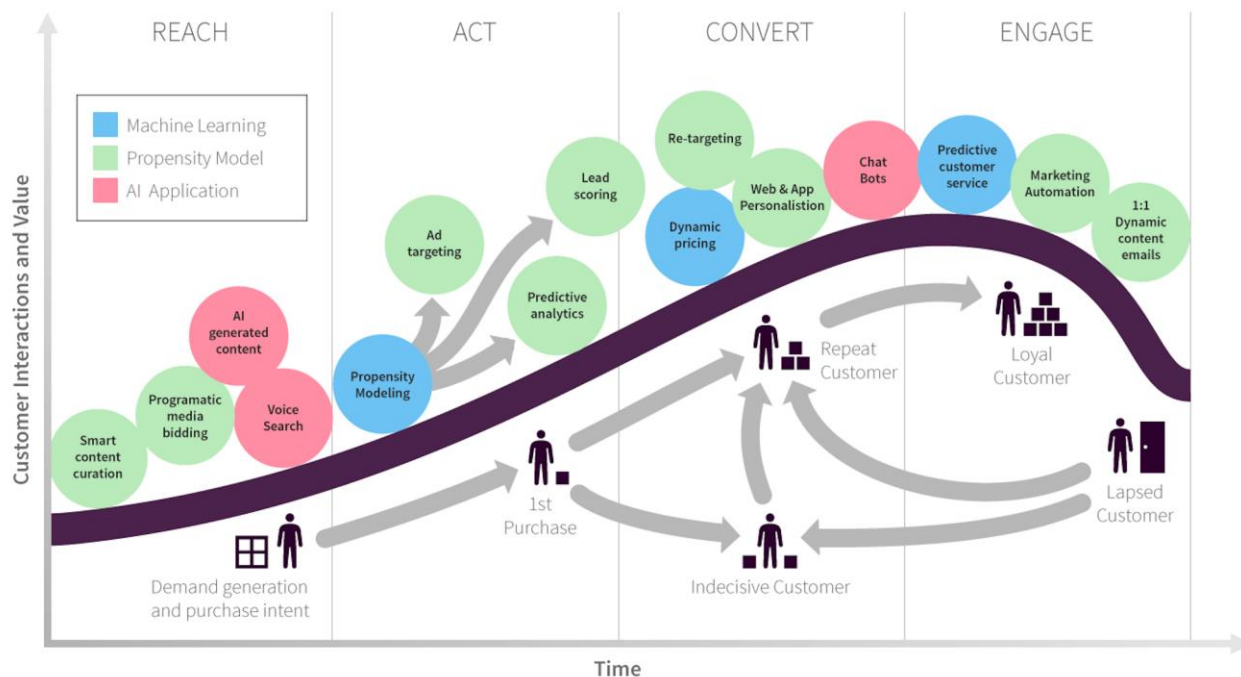 REACH
ACT
CONVERT
ENGAGE
Machine Learning
Propensity Model
AI Application
Smart
content
curation
Programatic
media
bidding
AI
generated
content
Voice
Search
Propensity
Modeling
Ad
targeting
Lead
scoring
Predictive
analytics
Re-targeting
Dynamic
pricing
Web & App
Personalistion
Chat
Bots
Predictive
customer
service
Marketing
Automation
1:1
Dynamic
content
emails
Demand generation
and purchase intent
1st
Purchase
Repeat
Customer
Indecisive Customer
Loyal
Customer
Lapsed
Customer
Customer Interactions and Value
Time